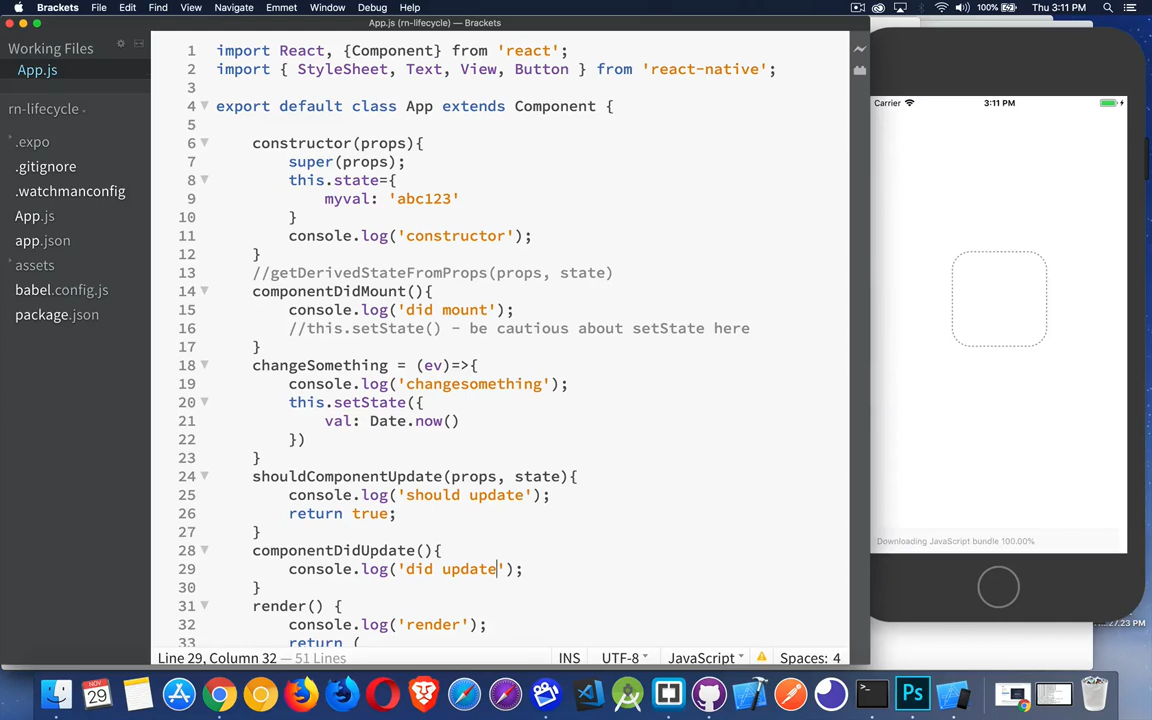 Brackets File Edit Find View Navigate Emmet Window Debug Help
100% Thu 3:11 PM
App.js (rn-lifecycle) — Brackets
Working Files
App.js
rn-lifecycle
.expo
.gitignore
.watchmanconfig
App.js
app.json
assets
babel.config.js
package.json
1 import React, {Component} from 'react';
2 import { StyleSheet, Text, View, Button } from 'react-native';
3
4 export default class App extends Component {
5
6 constructor(props){
7 super(props);
8 this.state={
9 myval: 'abc123'
10 }
11 console.log('constructor');
12 }
13 //getDerivedStateFromProps(props, state)
14 componentDidMount(){
15 console.log('did mount');
16 //this.setState() - be cautious about setState here
17 }
18 changeSomething = (ev)=>{
19 console.log('changesomething');
20 this.setState({
21 val: Date.now()
22 })
23 }
24 shouldComponentUpdate(props, state){
25 console.log('should update');
26 return true;
27 }
28 componentDidUpdate(){
29 console.log('did update');
30 }
31 render() {
32 console.log('render');
33 return (
Line 29, Column 32 — 51 Lines
INS UTF-8 JavaScript Spaces: 4
Carrier 3:11 PM
Downloading JavaScript bundle 100.00%
27.23 PM
NOV
29
Ps